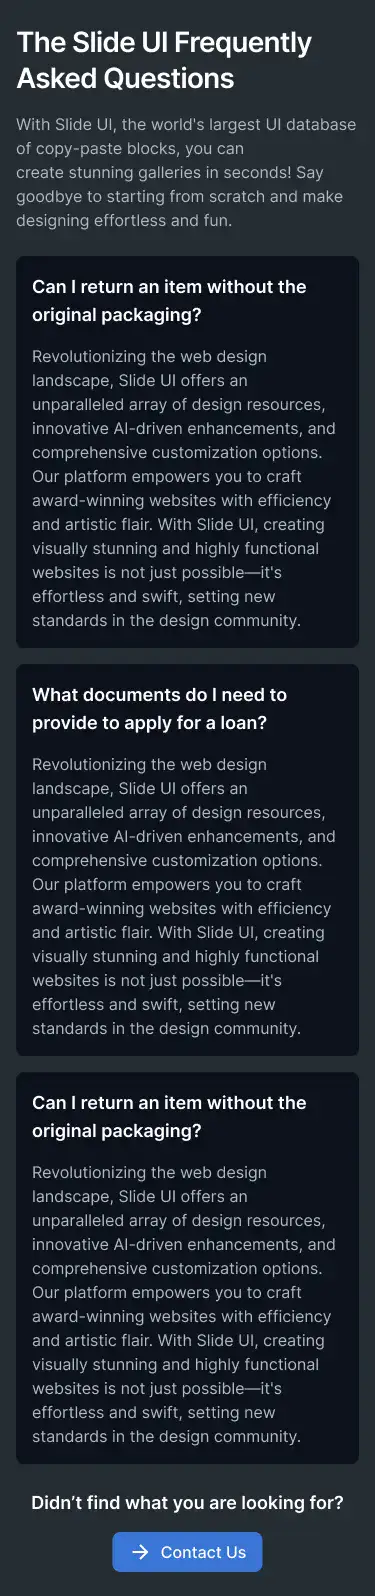 The Slide UI Frequently
Asked Questions
With Slide UI, the world's largest UI database
of copy-paste blocks, you can
create stunning galleries in seconds! Say
goodbye to starting from scratch and make
designing effortless and fun.
Can I return an item without the
original packaging?
Revolutionizing the web design
landscape, Slide UI offers an
unparalleled array of design resources,
innovative AI-driven enhancements, and
comprehensive customization options.
Our platform empowers you to craft
award-winning websites with efficiency
and artistic flair. With Slide UI, creating
visually stunning and highly functional
websites is not just possible—it's
effortless and swift, setting new
standards in the design community.
What documents do I need to
provide to apply for a loan?
Revolutionizing the web design
landscape, Slide UI offers an
unparalleled array of design resources,
innovative AI-driven enhancements, and
comprehensive customization options.
Our platform empowers you to craft
award-winning websites with efficiency
and artistic flair. With Slide UI, creating
visually stunning and highly functional
websites is not just possible—it's
effortless and swift, setting new
standards in the design community.
Can I return an item without the
original packaging?
Revolutionizing the web design
landscape, Slide UI offers an
unparalleled array of design resources,
innovative AI-driven enhancements, and
comprehensive customization options.
Our platform empowers you to craft
award-winning websites with efficiency
and artistic flair. With Slide UI, creating
visually stunning and highly functional
websites is not just possible—it's
effortless and swift, setting new
standards in the design community.
Didn’t find what you are looking for?
Contact Us